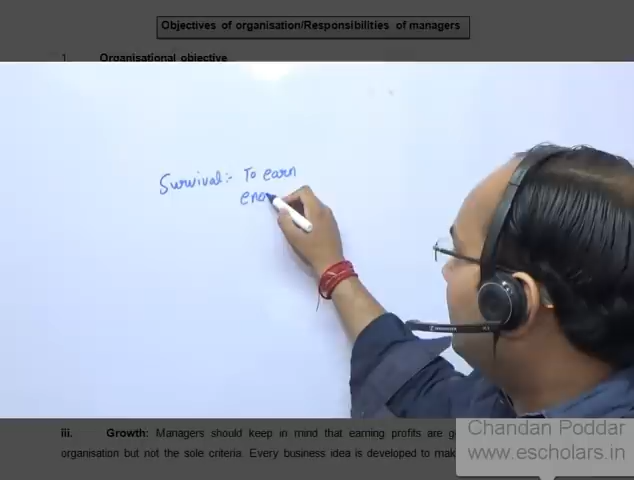 Objectives of organisation/Responsibilities of managers
1. Organisational objective
Survival:- To earn
eno
iii. Growth: Managers should keep in mind that earning profits are
organisation but not the sole criteria. Every business idea is developed to
Chandan Poddar
www.escholars.in